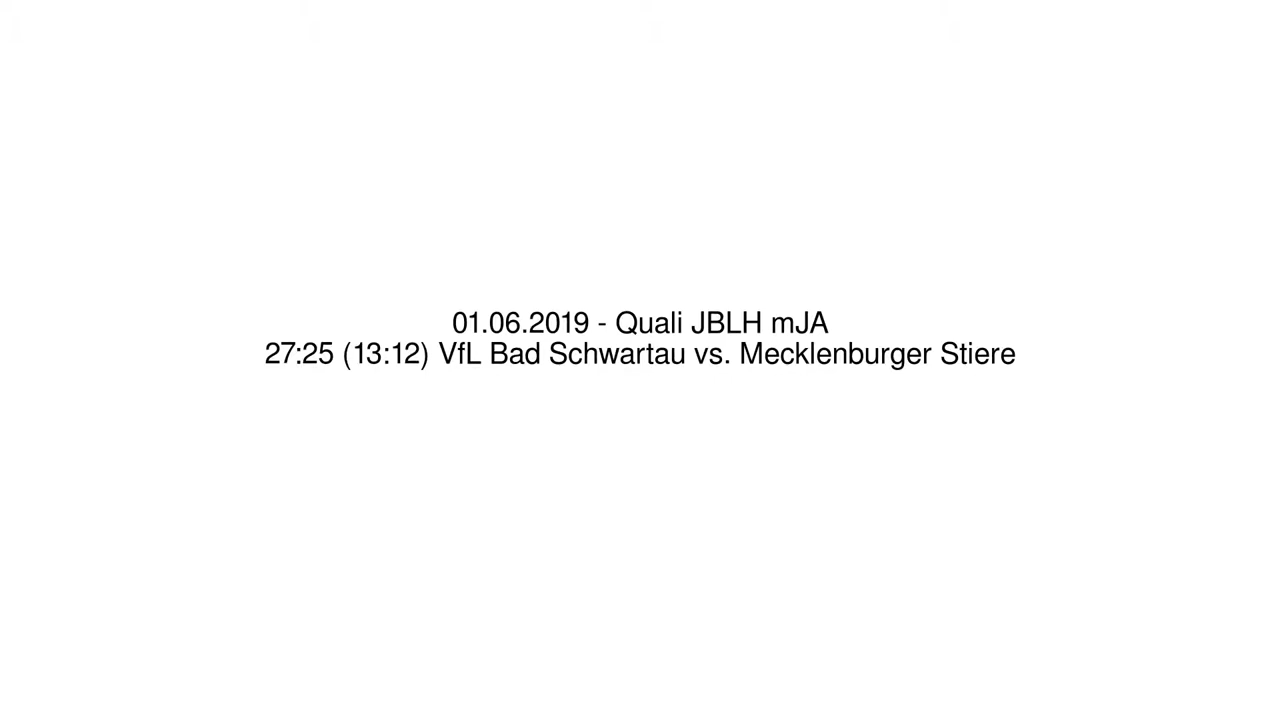 01.06.2019 - Quali JBLH mJA
27:25 (13:12) VfL Bad Schwartau vs. Mecklenburger Stiere